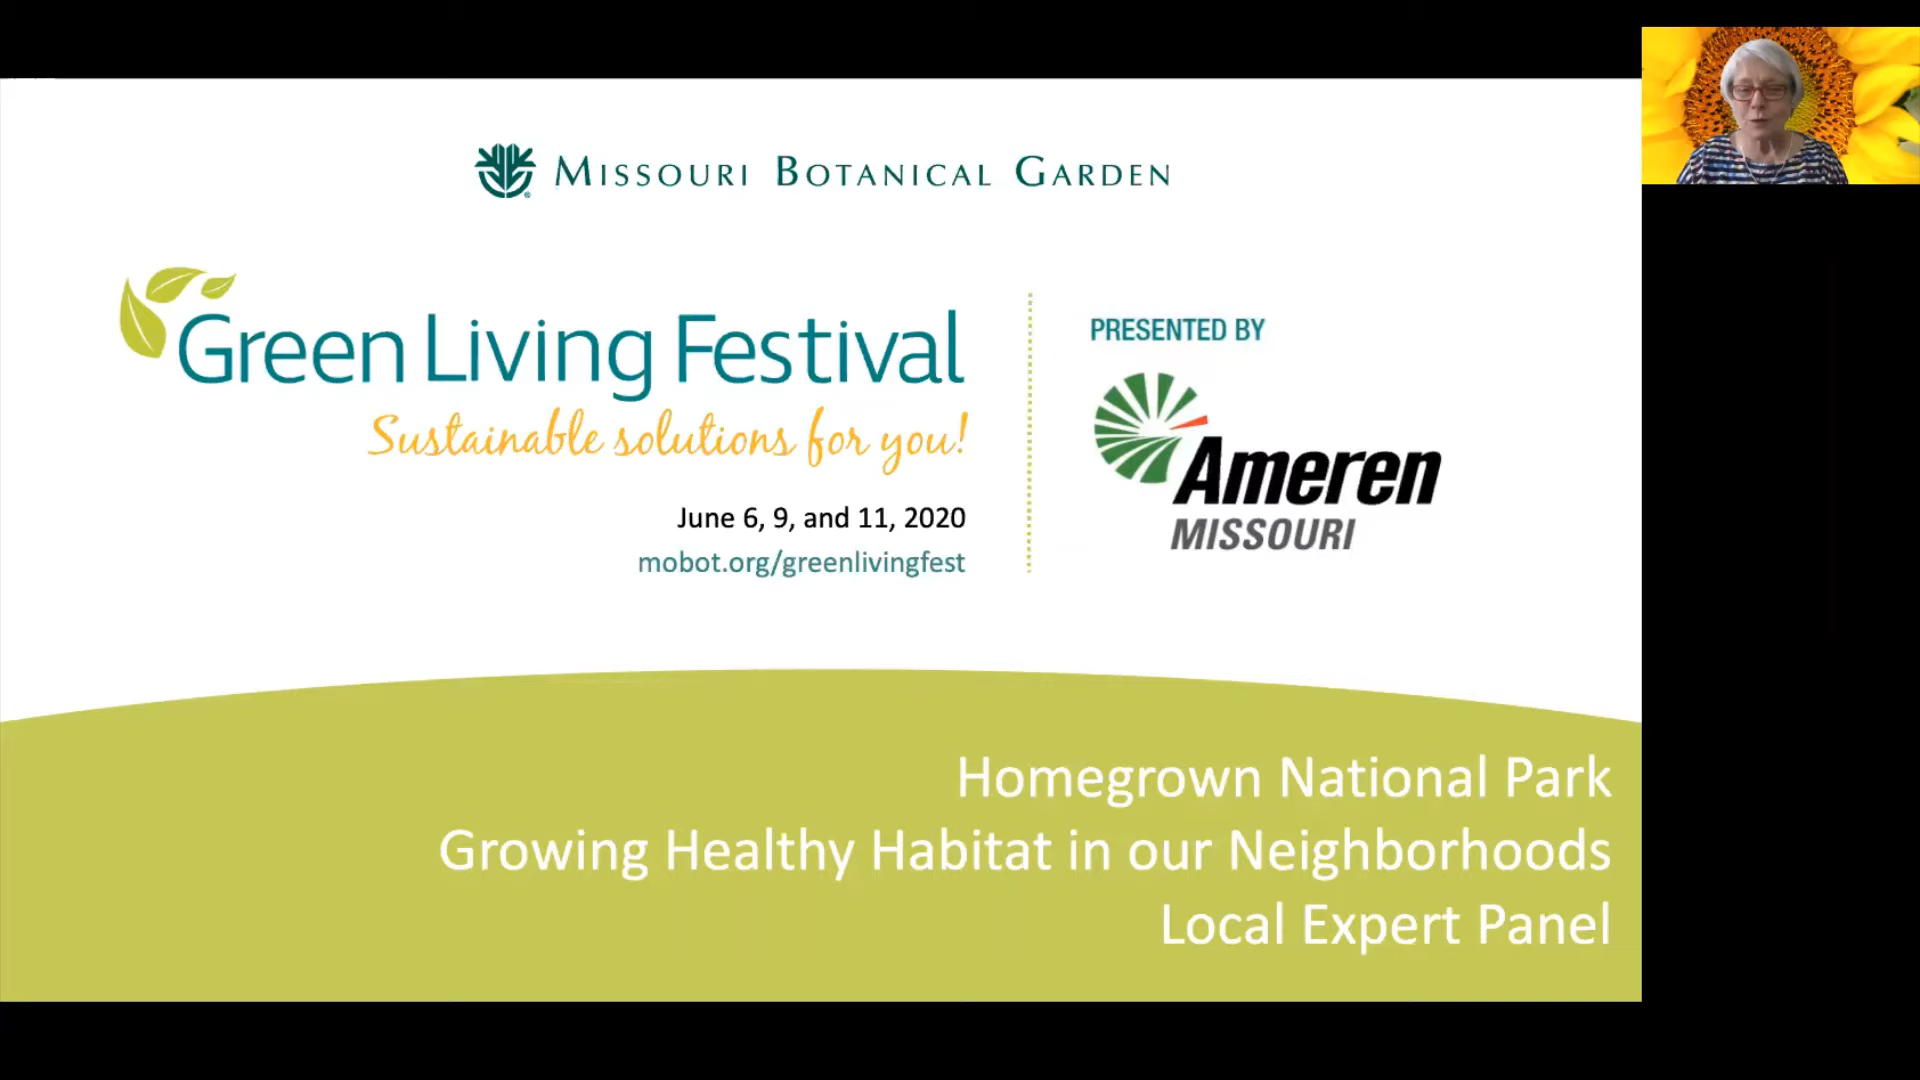 Missouri Botanical Garden
Green Living Festival
Sustainable solutions for you!
June 6, 9, and 11, 2020
mobot.org/greenlivingfest
PRESENTED BY
Ameren
MISSOURI
Homegrown National Park
Growing Healthy Habitat in our Neighborhoods
Local Expert Panel